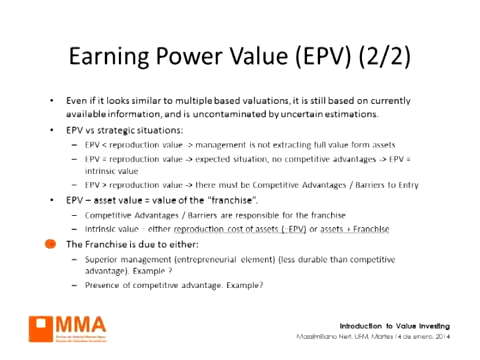 Earning Power Value (EPV) (2/2)
• Even if it looks similar to multiple based valuations, it is still based on currently
available information, and is uncontaminated by uncertain estimations.
• EPV vs strategic situations:
– EPV < reproduction value -> management is not extracting full value form assets
– EPV = reproduction value -> expected situation, no competitive advantages -> EPV =
intrinsic value
– EPV > reproduction value -> there must be Competitive Advantages / Barriers to Entry
• EPV – asset value = value of the "franchise".
– Competitive Advantages / Barriers are responsible for the franchise
– Intrinsic value = either reproduction cost of assets (=EPV) or assets + Franchise
• The Franchise is due to either:
– Superior management (entrepreneurial element) (less durable than competitive
advantage). Example ?
– Presence of competitive advantage. Example?
MMA
Introduction to Value Investing
Massimiliano Neri, UFM, Martes 14 de enero, 2014